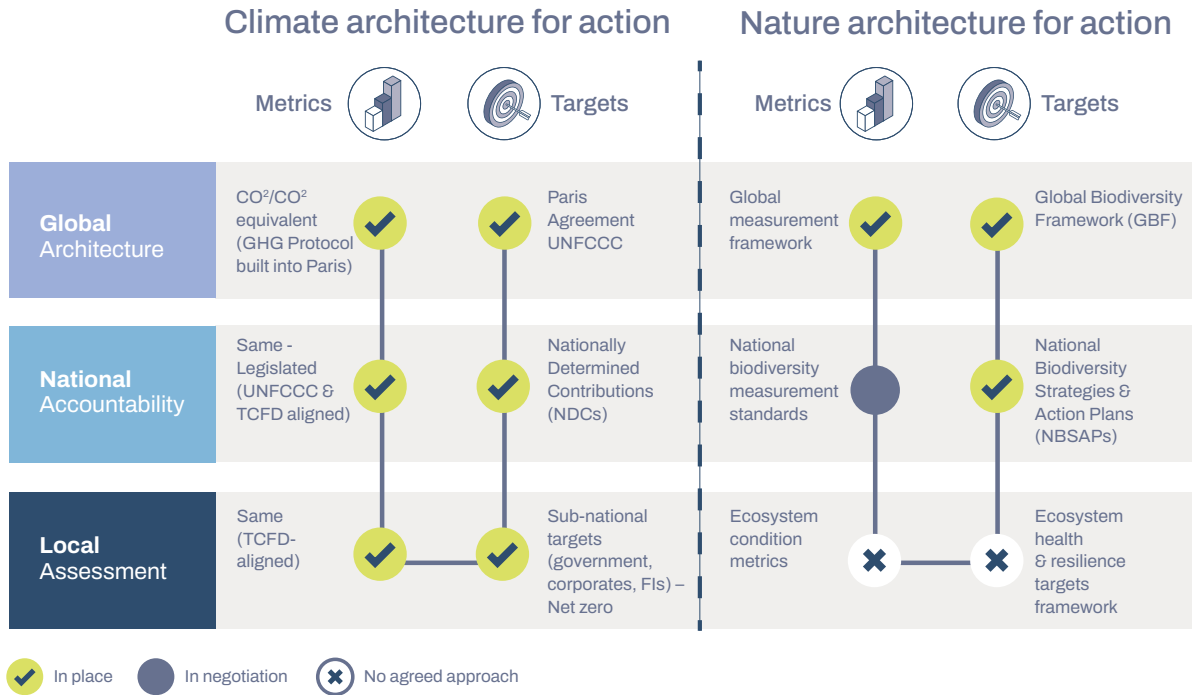 Climate architecture for action
Nature architecture for action
Metrics
Targets
Metrics
Targets
Global
Architecture
CO²/CO²
equivalent
(GHG Protocol
built into Paris)
Paris
Agreement
UNFCCC
Global
measurement
framework
Global Biodiversity
Framework (GBF)
National
Accountability
Same -
Legislated
(UNFCCC &
TCFD aligned)
Nationally
Determined
Contributions
(NDCs)
National
biodiversity
measurement
standards
National
Biodiversity
Strategies &
Action Plans
(NBSAPs)
Local
Assessment
Same
(TCFD-
aligned)
Sub-national
targets
(government,
corporates, FIs) –
Net zero
Ecosystem
condition
metrics
Ecosystem
health
& resilience
targets
framework
In place
In negotiation
No agreed approach